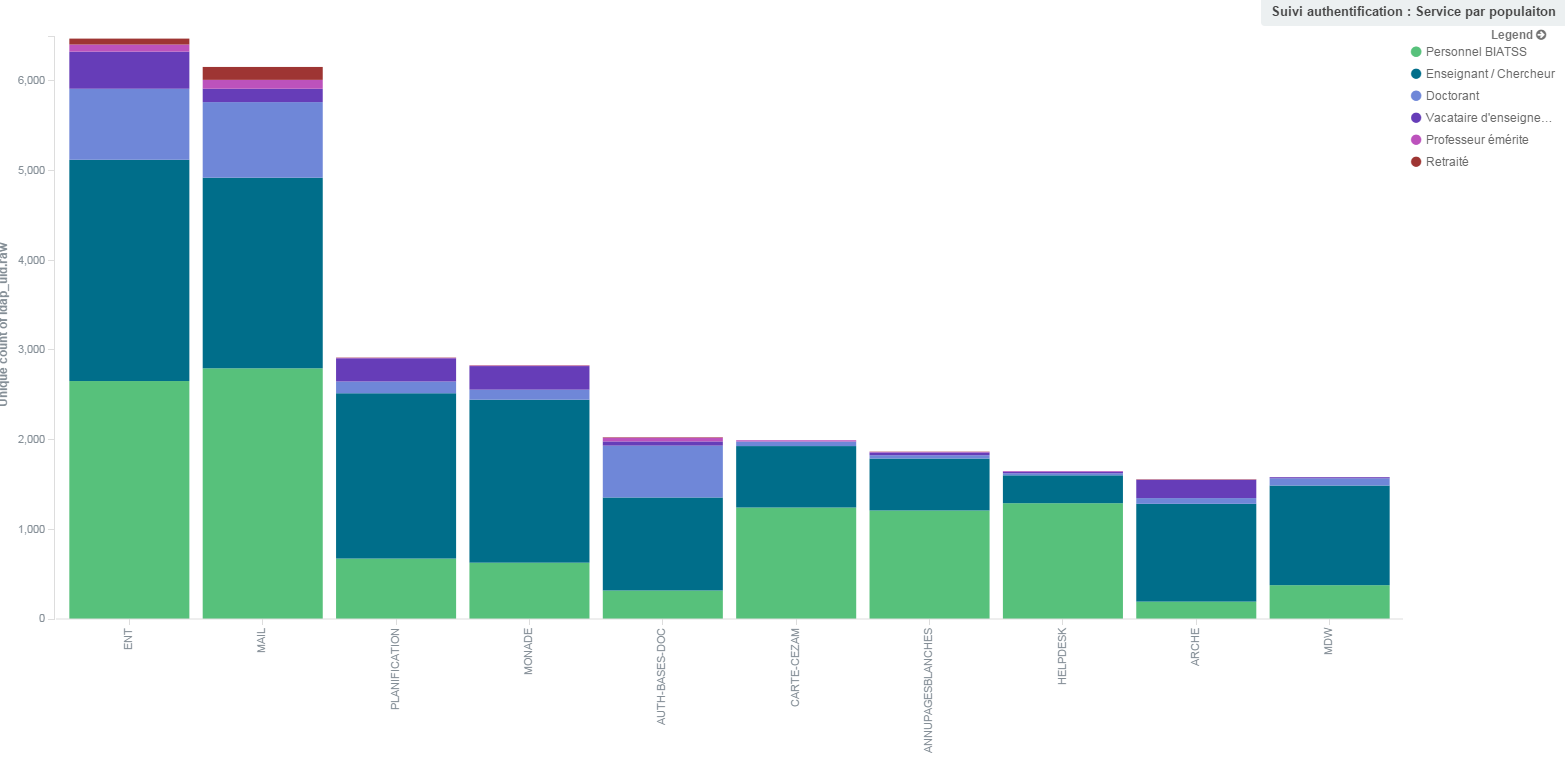 Suivi authentification : Service par populaiton
Legend
Personnel BIATSS
Enseignant / Chercheur
Doctorant
Vacataire d'enseigne…
Professeur émérite
Retraité
Unique count of ldap_uid.raw
6,000
5,000
4,000
3,000
2,000
1,000
0
ENT
MAIL
PLANIFICATION
MONADE
AUTH-BASES-DOC
CARTE-CEZAM
ANNUPAGESBLANCHES
HELPDESK
ARCHE
MDW